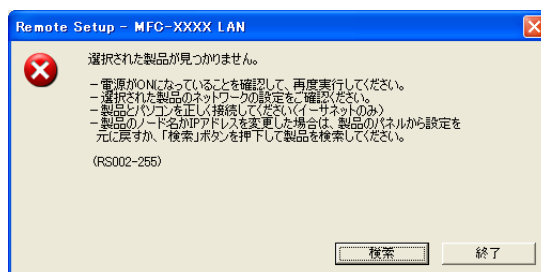 Remote Setup - MFC-XXXX LAN
選択された製品が見つかりません。
－電源がONになっていることを確認して、再度実行してください。
－選択された製品のネットワークの設定をご確認ください。
－製品とパソコンを正しく接続してください(イーサネットのみ)
－製品のノード名かIPアドレスを変更した場合は、製品のパネルから設定を
元に戻すか、「検索」ボタンを押下して製品を検索してください。
(RS002-255)
検索
終了